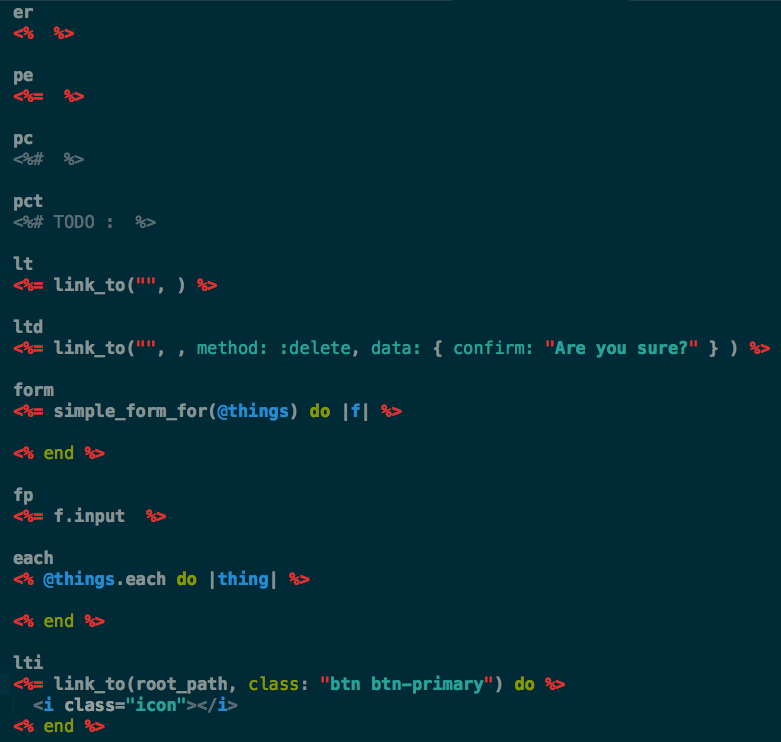 er
<%  %>
pe
<%=  %>
pc
<%#  %>
pct
<%# TODO :  %>
lt
<%= link_to("", ) %>
ltd
<%= link_to("", , method: :delete, data: { confirm: "Are you sure?" } ) %>
form
<%= simple_form_for(@things) do |f| %>
<% end %>
fp
<%= f.input  %>
each
<% @things.each do |thing| %>
<% end %>
lti
<%= link_to(root_path, class: "btn btn-primary") do %>
  <i class="icon"></i>
<% end %>